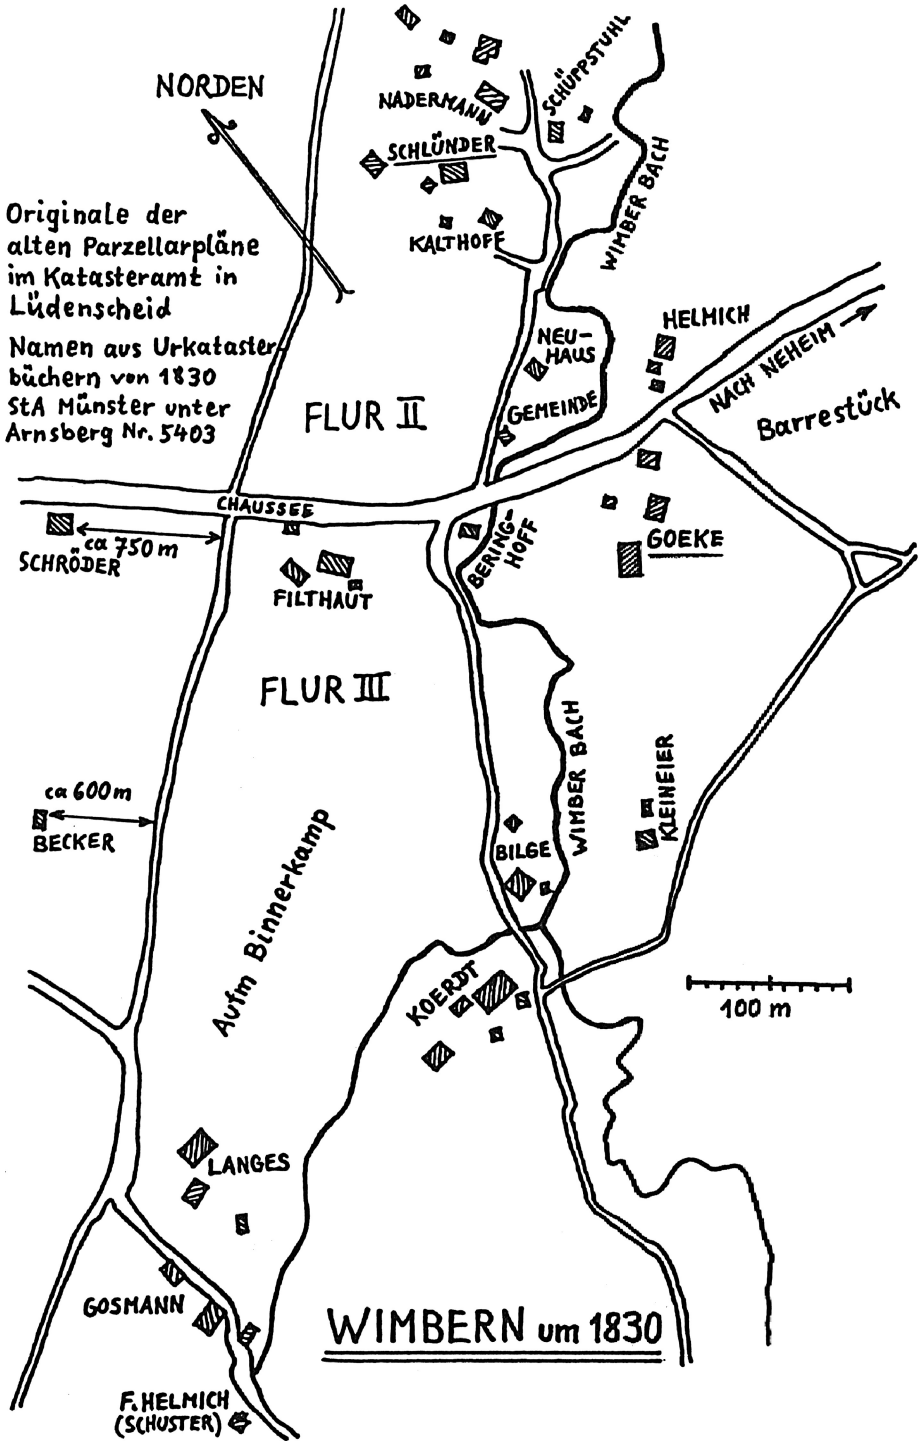 NORDEN
NADERMANN
SCHÜPPSTUHL
SCHLÜNDER
WIMBER BACH
KALTHOFF
Originale der
alten Parzellarpläne
im Katasteramt in
Lüdenscheid
Namen aus Urkataster
büchern von 1830
StA Münster unter
Arnsberg Nr. 5403
HELMICH
NEU-
HAUS
NACH NEHEIM
GEMEINDE
FLUR II
Barrestück
CHAUSSEE
ca 750 m
SCHRÖDER
BERING-
HOFF
GOEKE
FILTHAUT
FLUR III
WIMBER BACH
KLEINEIER
ca 600 m
BECKER
BILGE
Aufm Binnerkamp
KOERDT
100 m
LANGES
GOSMANN
WIMBERN um 1830
F. HELMICH
(SCHUSTER)